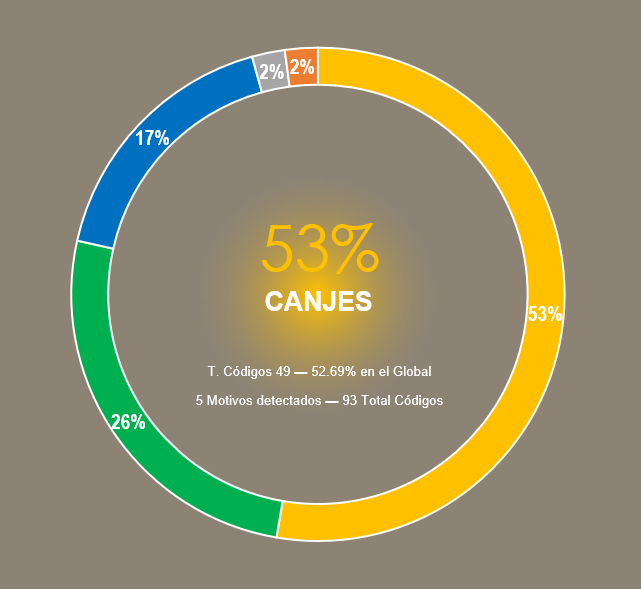 2%
2%
17%
53%
CANJES
53%
T. Códigos 49 — 52.69% en el Global
5 Motivos detectados — 93 Total Códigos
26%